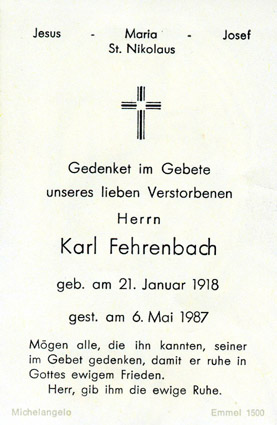 Jesus - Maria - Josef
St. Nikolaus
Gedenket im Gebete
unseres lieben Verstorbenen
Herrn
Karl Fehrenbach
geb. am 21. Januar 1918
gest. am 6. Mai 1987
Mögen alle, die ihn kannten, seiner
im Gebet gedenken, damit er ruhe in
Gottes ewigem Frieden.
Herr, gib ihm die ewige Ruhe.
Michelangelo Emmel 1500